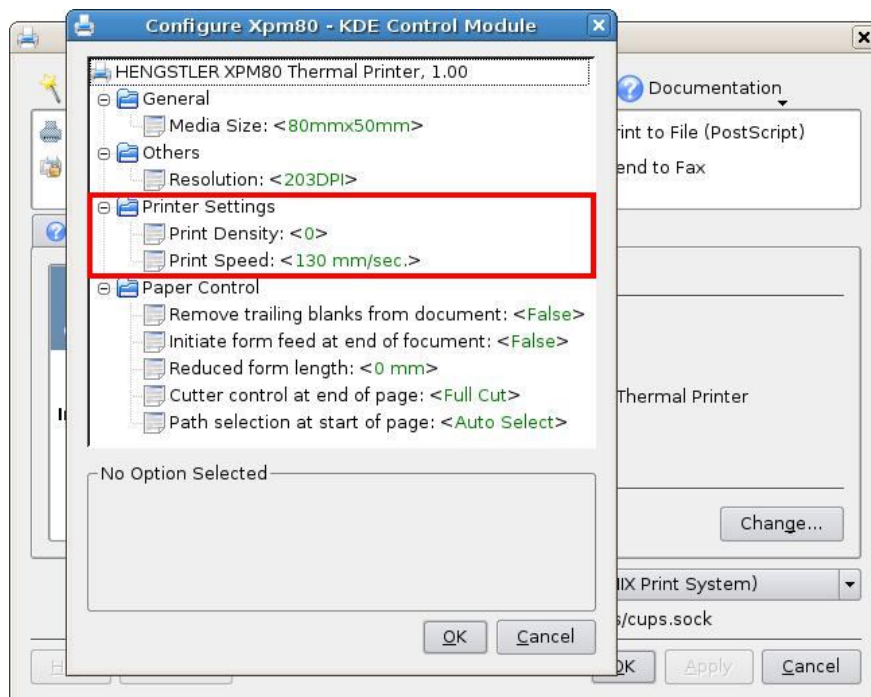 Configure Xpm80 - KDE Control Module
HENGSTLER XPM80 Thermal Printer, 1.00
General
Media Size: <80mmx50mm>
Others
Resolution: <203DPI>
Printer Settings
Print Density: <0>
Print Speed: <130 mm/sec.>
Paper Control
Remove trailing blanks from document: <False>
Initiate form feed at end of focument: <False>
Reduced form length: <0 mm>
Cutter control at end of page: <Full Cut>
Path selection at start of page: <Auto Select>
No Option Selected
OK Cancel
Documentation
to File (PostScript)
to Fax
Thermal Printer
Change...
Print System)
/cups.sock
Apply Cancel